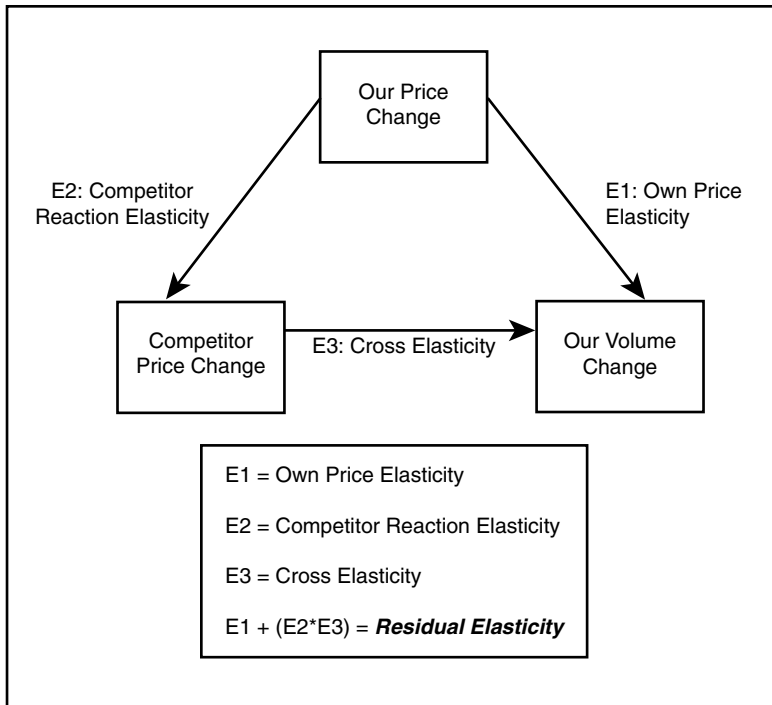 Our Price
Change
E2: Competitor
Reaction Elasticity
E1: Own Price
Elasticity
Competitor
Price Change
E3: Cross Elasticity
Our Volume
Change
E1 = Own Price Elasticity
E2 = Competitor Reaction Elasticity
E3 = Cross Elasticity
E1 + (E2*E3) = Residual Elasticity